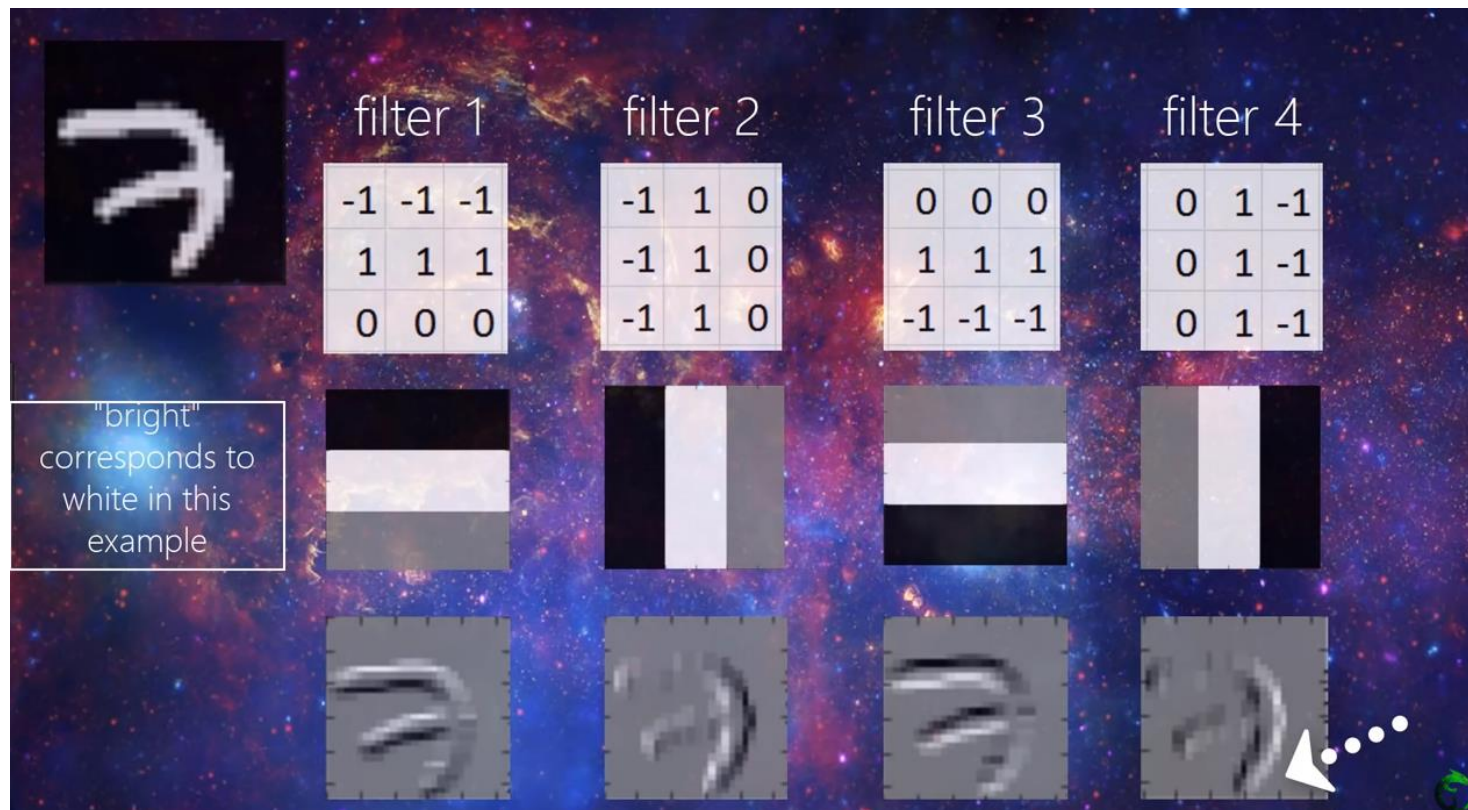 filter 1
filter 2
filter 3
filter 4
-1 -1 -1
1 1 1
0 0 0
-1 1 0
-1 1 0
-1 1 0
0 0 0
1 1 1
-1 -1 -1
0 1 -1
0 1 -1
0 1 -1
"bright"
corresponds to
white in this
example